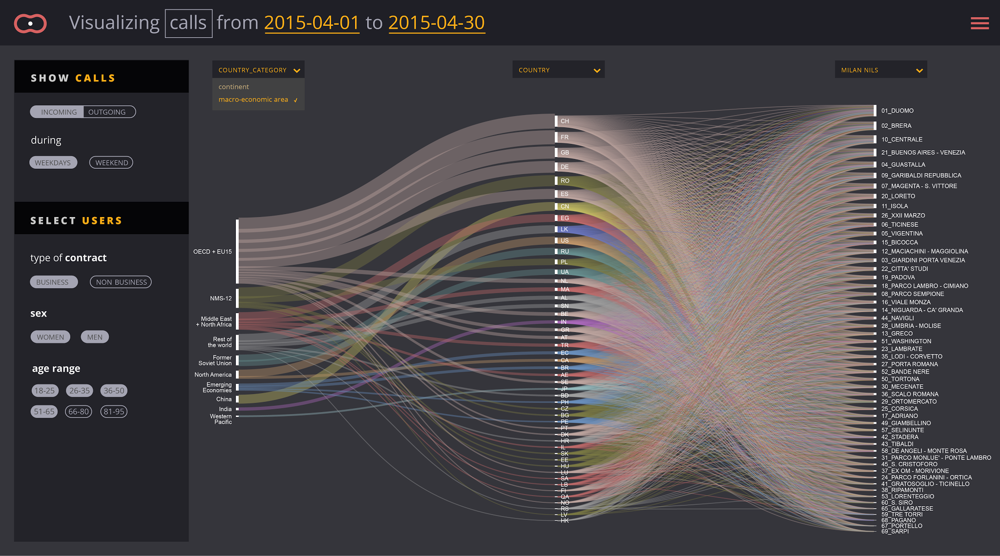 Visualizing calls from 2015-04-01 to 2015-04-30
SHOW CALLS
INCOMING OUTGOING
during
WEEKDAYS WEEKEND
SELECT USERS
type of contract
BUSINESS NON BUSINESS
sex
WOMEN MEN
age range
18-25 26-35 36-50
51-65 66-80 81-95
COUNTRY_CATEGORY
continent
macro-economic area
OECD + EU15
NMS-12
Middle East
+ North Africa
Rest of
the world
Former
Soviet Union
North America
Emerging
Economies
China
India
Western
Pacific
COUNTRY
CH
FR
GB
DE
RO
ES
CN
EG
LK
US
RU
PL
UA
NL
MA
AL
SN
BE
IN
GR
AT
TR
EC
CA
BR
AE
SE
JP
BD
PH
CZ
BG
PE
PT
DK
HR
IL
SK
EE
HU
LU
SA
LB
FI
QA
NO
RS
LV
HK
MILAN NILS
01_DUOMO
02_BRERA
10_CENTRALE
21_BUENOS AIRES - VENEZIA
04_GUASTALLA
09_GARIBALDI REPUBBLICA
07_MAGENTA - S. VITTORE
20_LORETO
11_ISOLA
26_XXII MARZO
06_TICINESE
05_VIGENTINA
15_BICOCCA
12_MACIACHINI - MAGGIOLINA
03_GIARDINI PORTA VENEZIA
22_CITTA' STUDI
19_PADOVA
18_PARCO LAMBRO - CIMIANO
08_PARCO SEMPIONE
16_VIALE MONZA
14_NIGUARDA - CA' GRANDA
44_NAVIGLI
28_UMBRIA - MOLISE
13_GRECO
51_WASHINGTON
23_LAMBRATE
35_LODI - CORVETTO
27_PORTA ROMANA
52_BANDE NERE
50_TORTONA
30_MECENATE
36_SCALO ROMANA
29_ORTOMERCATO
25_CORSICA
17_ADRIANO
49_GIAMBELLINO
57_SELINUNTE
42_STADERA
43_TIBALDI
58_DE ANGELI - MONTE ROSA
31_PARCO MONLUE' - PONTE LAMBRO
45_S. CRISTOFORO
37_EX OM - MORIVIONE
24_PARCO FORLANINI - ORTICA
41_GRATOSOGLIO - TICINELLO
38_RIPAMONTI
53_LORENTEGGIO
60_S. SIRO
65_GALLARATESE
59_TRE TORRI
68_PAGANO
67_PORTELLO
69_SARPI